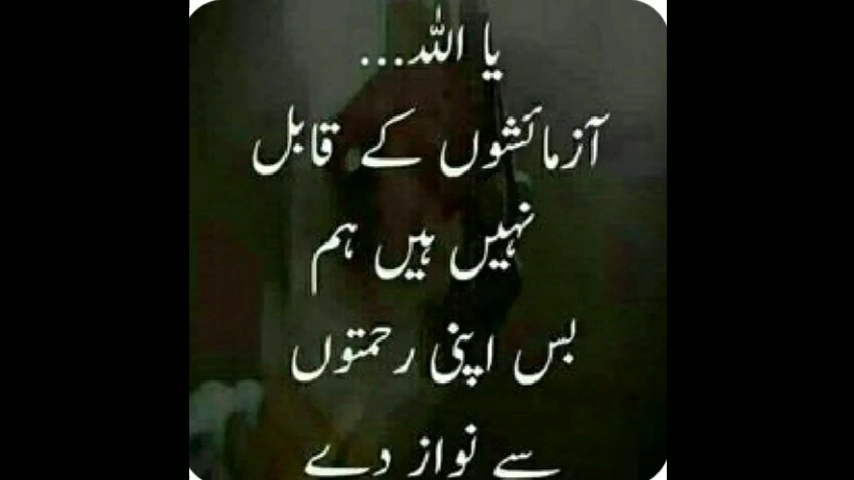 یا اللہ...
آزمائشوں کے قابل
نہیں ہیں ہم
بس اپنی رحمتوں
سے نواز دے